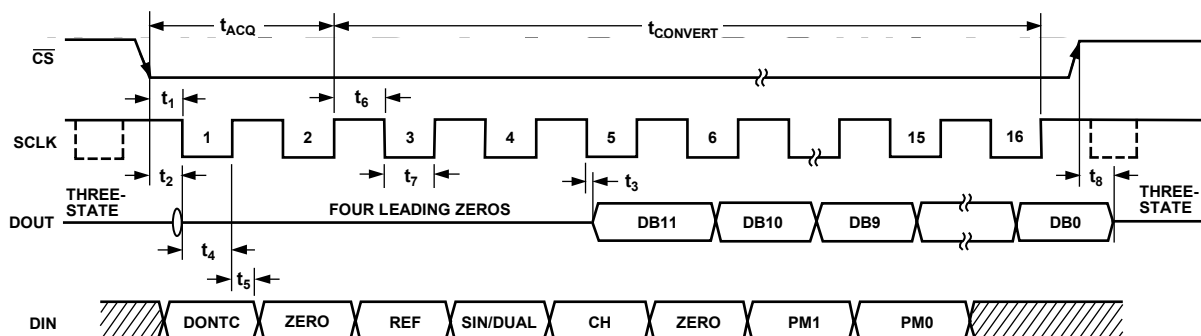 tACQ tCONVERT
CS
t1 t6
SCLK 1 2 3 4 5 6 15 16
t2 t7 t3 t8
THREE-STATE THREE-STATE
DOUT FOUR LEADING ZEROS DB11 DB10 DB9 DB0
t4
t5
DIN DONTC ZERO REF SIN/DUAL CH ZERO PM1 PM0